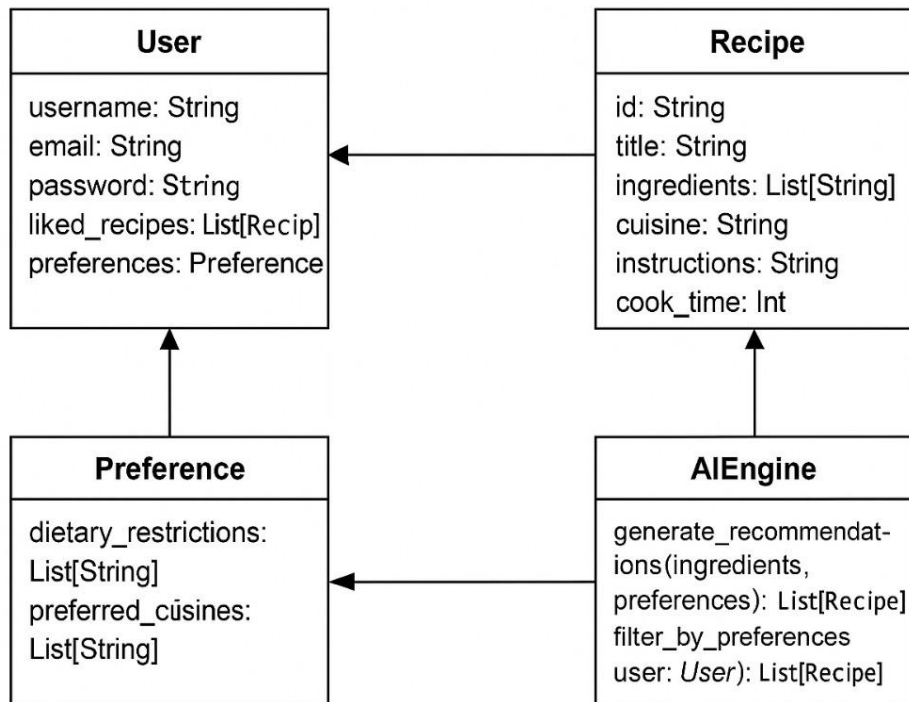 User
username: String
email: String
password: String
liked_recipes: List[Recip]
preferences: Preference
Recipe
id: String
title: String
ingredients: List[String]
cuisine: String
instructions: String
cook_time: Int
Preference
dietary_restrictions:
List[String]
preferred_cusines:
List[String]
AIEngine
generate_recommendat-
ions(ingredients,
preferences): List[Recipe]
filter_by_preferences
user: User): List[Recipe]